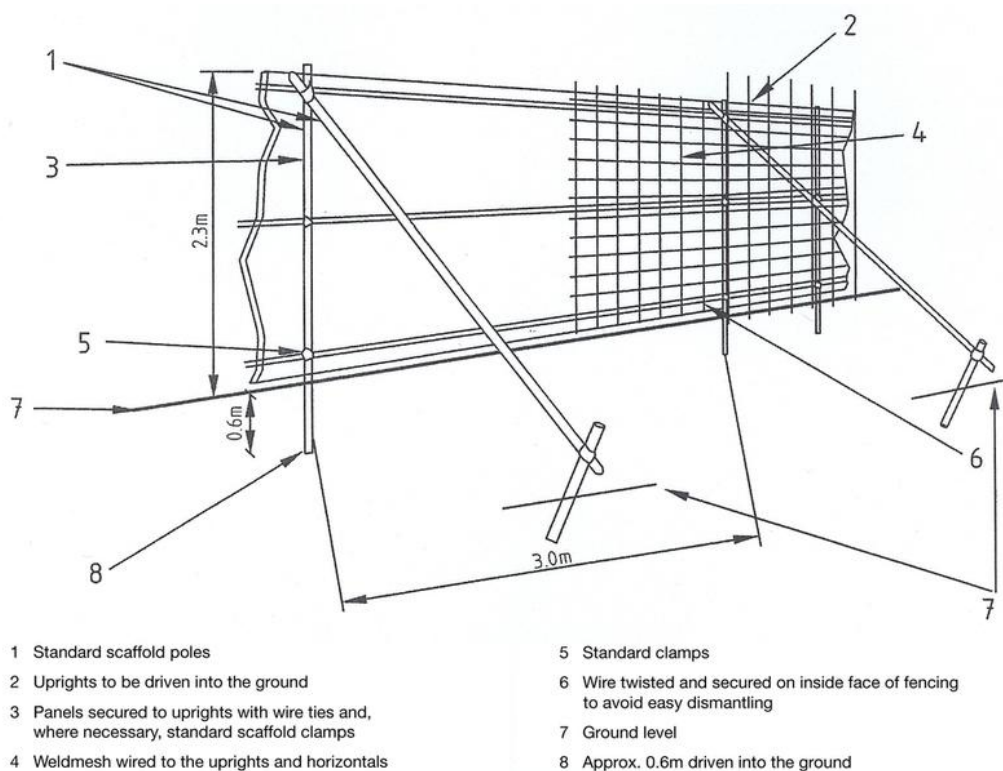 1
2
3
4
2.3m
5
7
0.6m
6
8
3.0m
7
1 Standard scaffold poles
2 Uprights to be driven into the ground
3 Panels secured to uprights with wire ties and,
where necessary, standard scaffold clamps
4 Weldmesh wired to the uprights and horizontals
5 Standard clamps
6 Wire twisted and secured on inside face of fencing
to avoid easy dismantling
7 Ground level
8 Approx. 0.6m driven into the ground